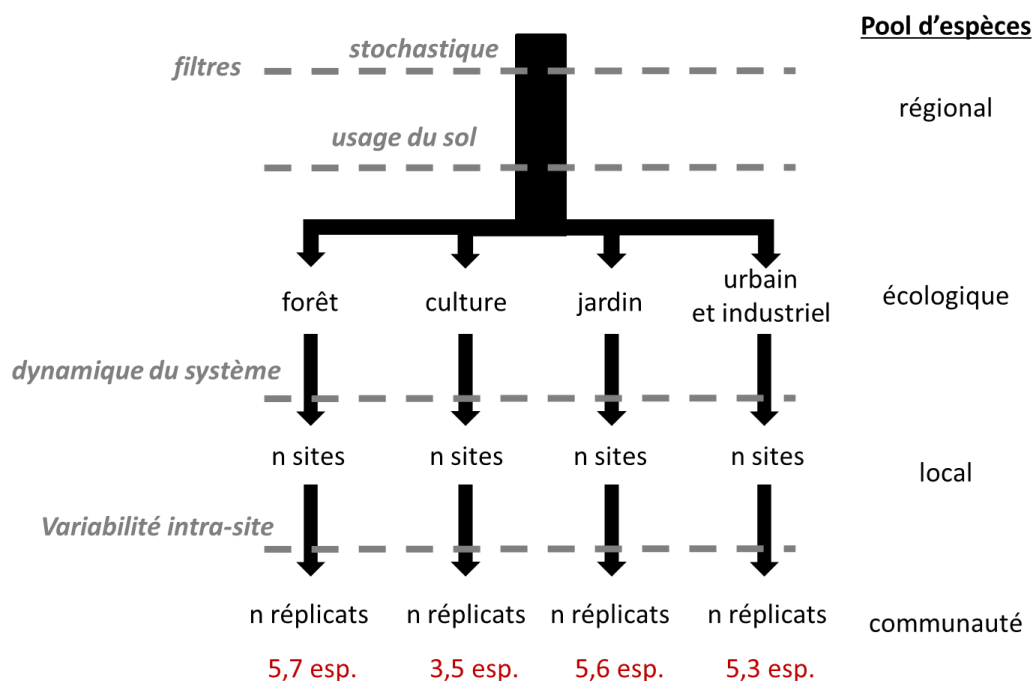 Pool d'espèces
stochastique
filtres
régional
usage du sol
forêt
culture
jardin
urbain
et industriel
écologique
dynamique du système
n sites
n sites
n sites
n sites
local
Variabilité intra-site
n réplicats
n réplicats
n réplicats
n réplicats
communauté
5,7 esp.
3,5 esp.
5,6 esp.
5,3 esp.